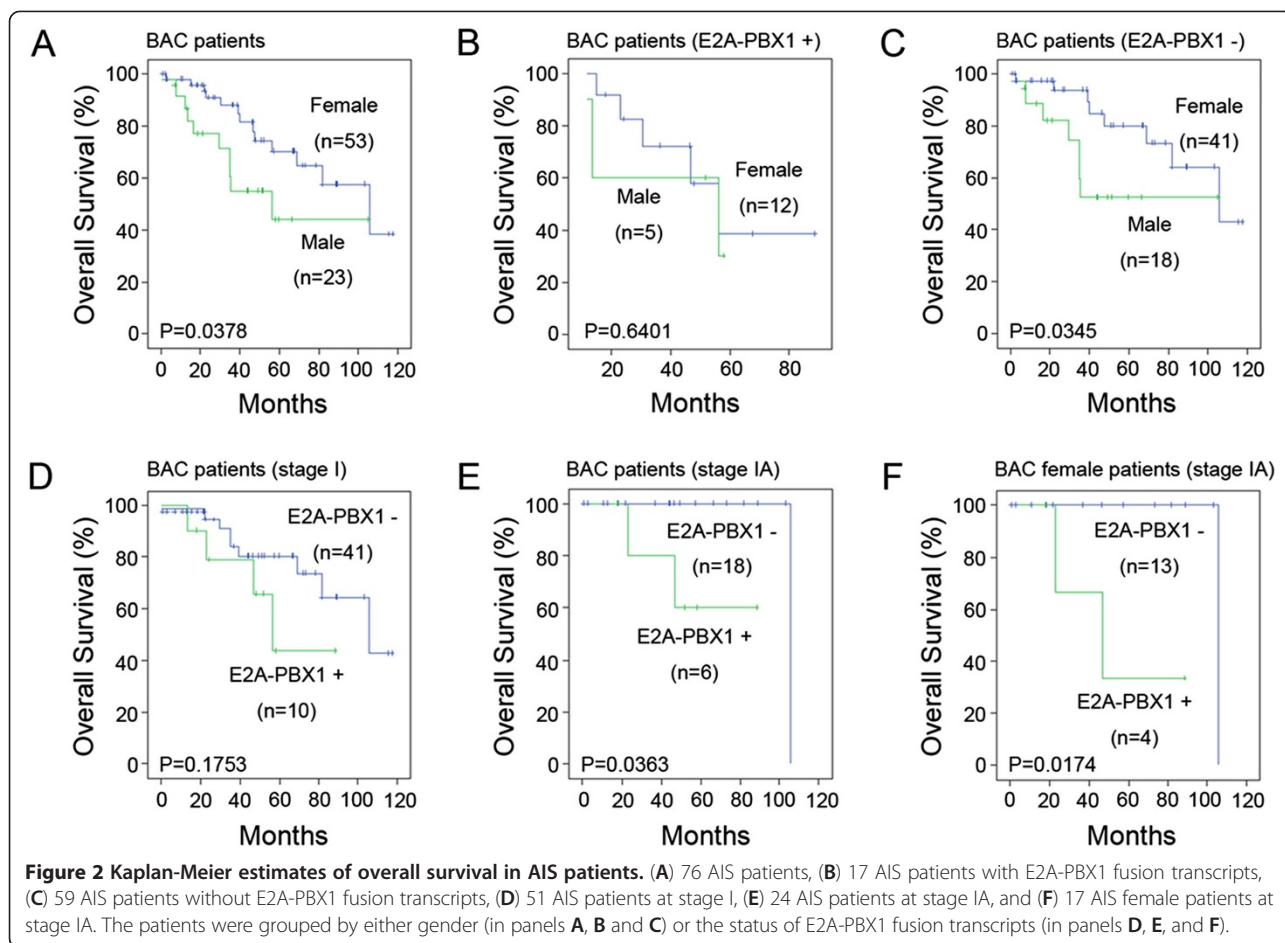 A
BAC patients
Overall Survival (%)
100
80
60
40
20
0
Female
(n=53)
Male
(n=23)
P=0.0378
0 20 40 60 80 100 120
Months
B
BAC patients (E2A-PBX1 +)
Overall Survival (%)
100
80
60
40
20
0
Male
(n=5)
Female
(n=12)
P=0.6401
20 40 60 80
Months
C
BAC patients (E2A-PBX1 -)
Overall Survival (%)
100
80
60
40
20
0
Female
(n=41)
Male
(n=18)
P=0.0345
0 20 40 60 80 100 120
Months
D
BAC patients (stage I)
Overall Survival (%)
100
80
60
40
20
0
E2A-PBX1 -
(n=41)
E2A-PBX1 +
(n=10)
P=0.1753
0 20 40 60 80 100 120
Months
E
BAC patients (stage IA)
Overall Survival (%)
100
80
60
40
20
0
E2A-PBX1 -
(n=18)
E2A-PBX1 +
(n=6)
P=0.0363
0 20 40 60 80 100 120
Months
F
BAC female patients (stage IA)
Overall Survival (%)
100
80
60
40
20
0
E2A-PBX1 -
(n=13)
E2A-PBX1 +
(n=4)
P=0.0174
0 20 40 60 80 100 120
Months
Figure 2 Kaplan-Meier estimates of overall survival in AIS patients. (A) 76 AIS patients, (B) 17 AIS patients with E2A-PBX1 fusion transcripts,
(C) 59 AIS patients without E2A-PBX1 fusion transcripts, (D) 51 AIS patients at stage I, (E) 24 AIS patients at stage IA, and (F) 17 AIS female patients at
stage IA. The patients were grouped by either gender (in panels A, B and C) or the status of E2A-PBX1 fusion transcripts (in panels D, E, and F).